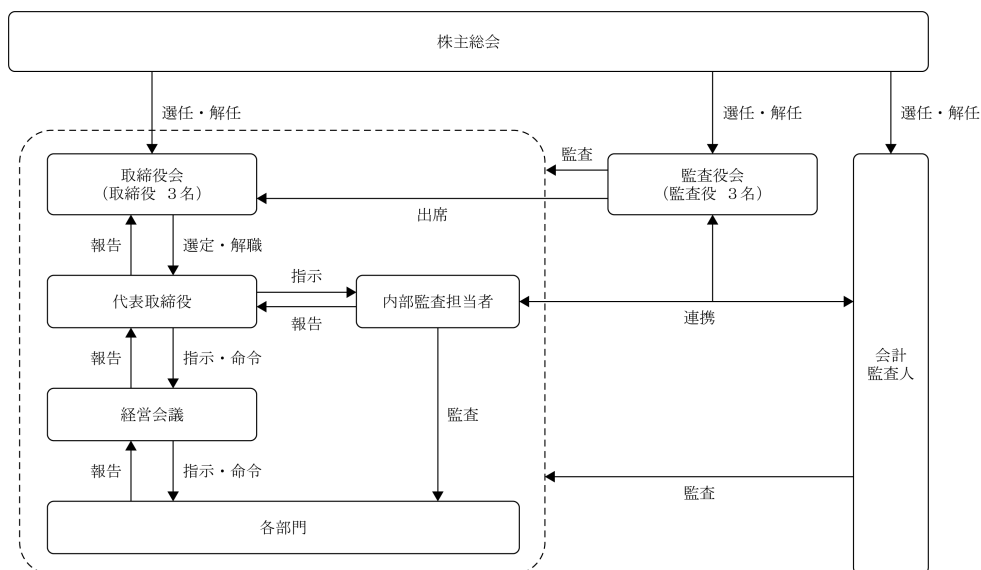 株主総会
選任・解任
選任・解任
選任・解任
取締役会
（取締役 3名）
監査
監査役会
（監査役 3名）
出席
報告
選定・解職
代表取締役
指示
報告
内部監査担当者
連携
会計
監査人
報告
指示・命令
経営会議
監査
報告
指示・命令
監査
各部門